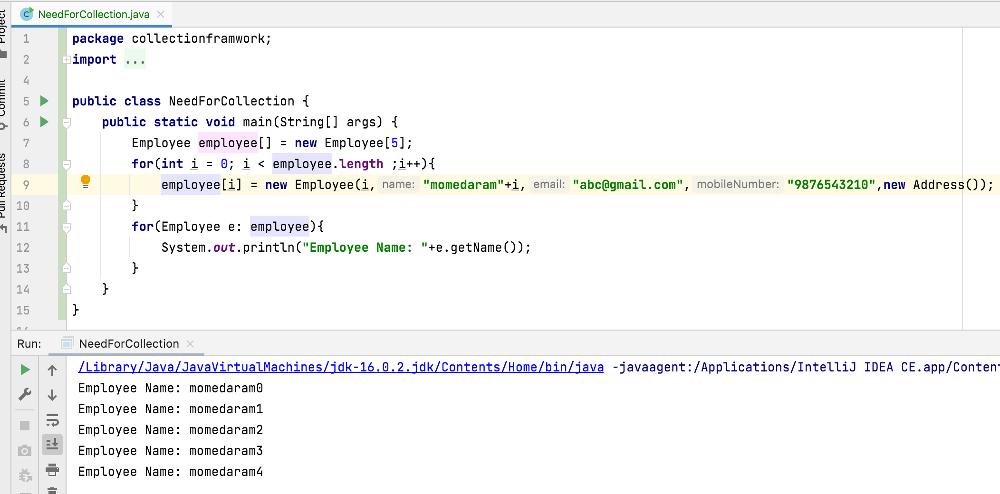 Project
Commit
Pull Requests
NeedForCollection.java
1 package collectionframwork;
2 import ...
4
5 public class NeedForCollection {
6 public static void main(String[] args) {
7 Employee employee[] = new Employee[5];
8 for(int i = 0; i < employee.length ;i++){
9 employee[i] = new Employee(i, name: "momedaram"+i, email: "abc@gmail.com", mobileNumber: "9876543210",new Address());
10 }
11 for(Employee e: employee){
12 System.out.println("Employee Name: "+e.getName());
13 }
14 }
15 }
Run: NeedForCollection
/Library/Java/JavaVirtualMachines/jdk-16.0.2.jdk/Contents/Home/bin/java -javaagent:/Applications/IntelliJ IDEA CE.app/Conten
Employee Name: momedaram0
Employee Name: momedaram1
Employee Name: momedaram2
Employee Name: momedaram3
Employee Name: momedaram4